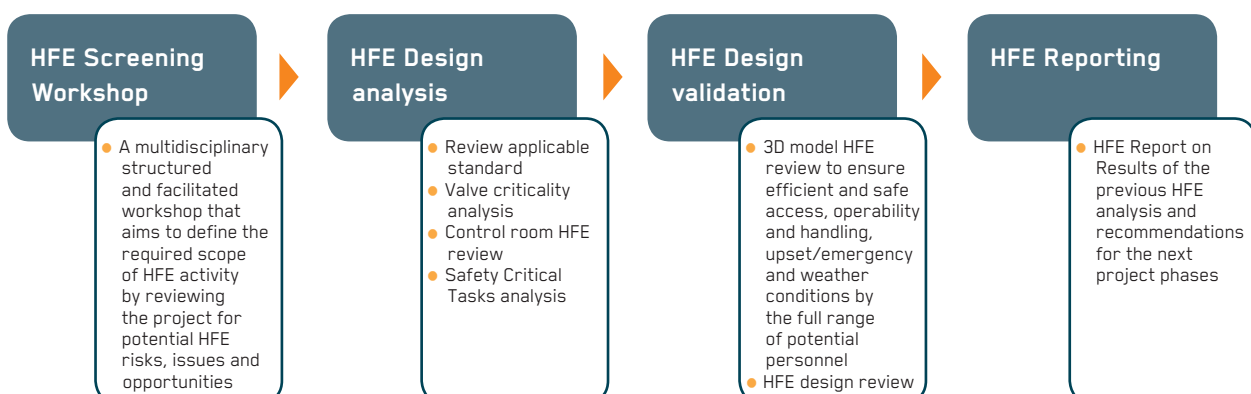 HFE Screening
Workshop
A multidisciplinary
structured
and facilitated
workshop that
aims to define the
required scope
of HFE activity
by reviewing
the project for
potential HFE
risks, issues and
opportunities
HFE Design
analysis
Review applicable
standard
Valve criticality
analysis
Control room HFE
review
Safety Critical
Tasks analysis
HFE Design
validation
3D model HFE
review to ensure
efficient and safe
access, operability
and handling,
upset/emergency
and weather
conditions by
the full range
of potential
personnel
HFE design review
HFE Reporting
HFE Report on
Results of the
previous HFE
analysis and
recommendations
for the next
project phases